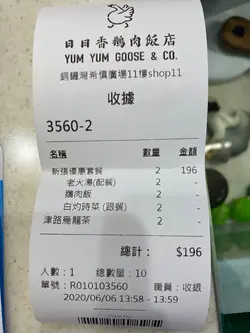 日日香鵝肉飯店
YUM YUM GOOSE & CO.
銅鑼灣希慎廣場11樓shop11
收據
3560-2
名稱 數量 金額
新張優惠套餐 2 196
老火湯(配餐) 2 -
鵝肉飯 2 -
白灼時菜 (跟餐) 2 -
津路烏龍茶 2 -
總計: $196
人數:1 總數量:10
單號:R010103560 職員:收銀
2020/06/06 13:58 - 13:59